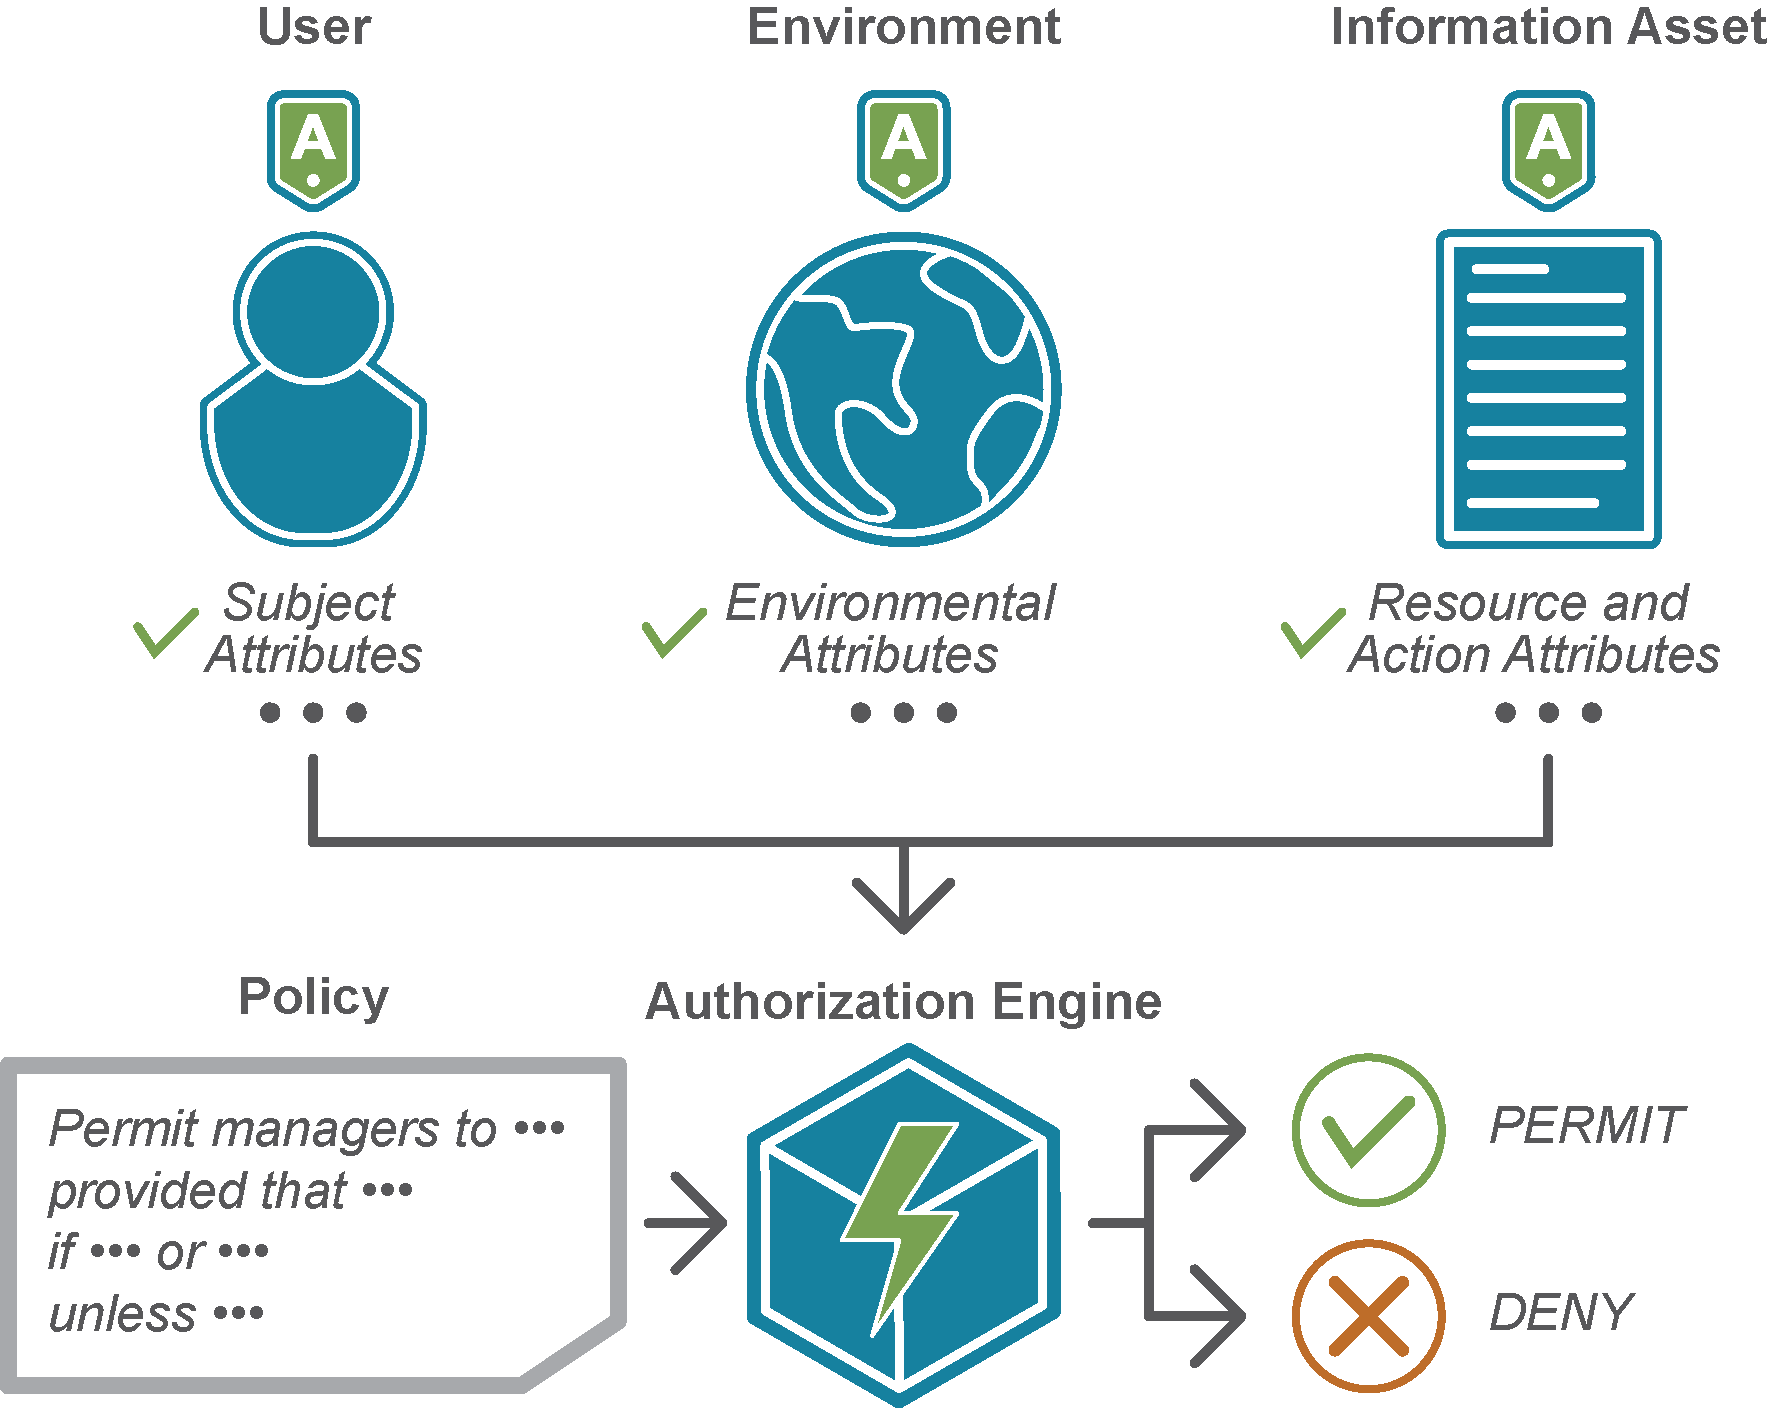 User
Environment
Information Asset
A
A
A
Subject
Attributes
Environmental
Attributes
Resource and
Action Attributes
•••
•••
•••
Policy
Authorization Engine
Permit managers to •••
provided that •••
if ••• or •••
unless •••
PERMIT
DENY